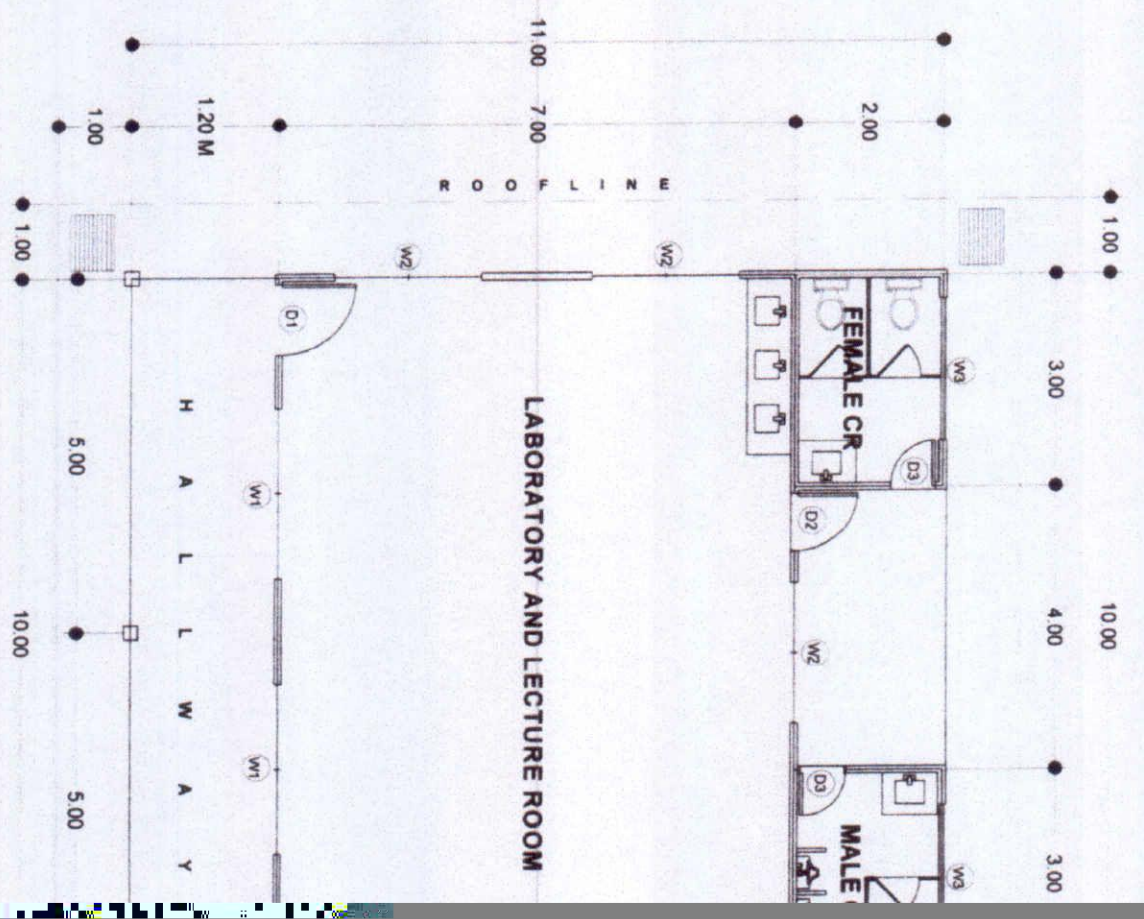 11.00
1.00
1.20 M
7.00
2.00
ROOFLINE
1.00
1.00
W2
W2
D1
FEMALE CR
W3
3.00
HALLWAY
5.00
W1
LABORATORY AND LECTURE ROOM
D3
D2
10.00
W2
4.00
10.00
W1
5.00
D3
MALE
W3
3.00